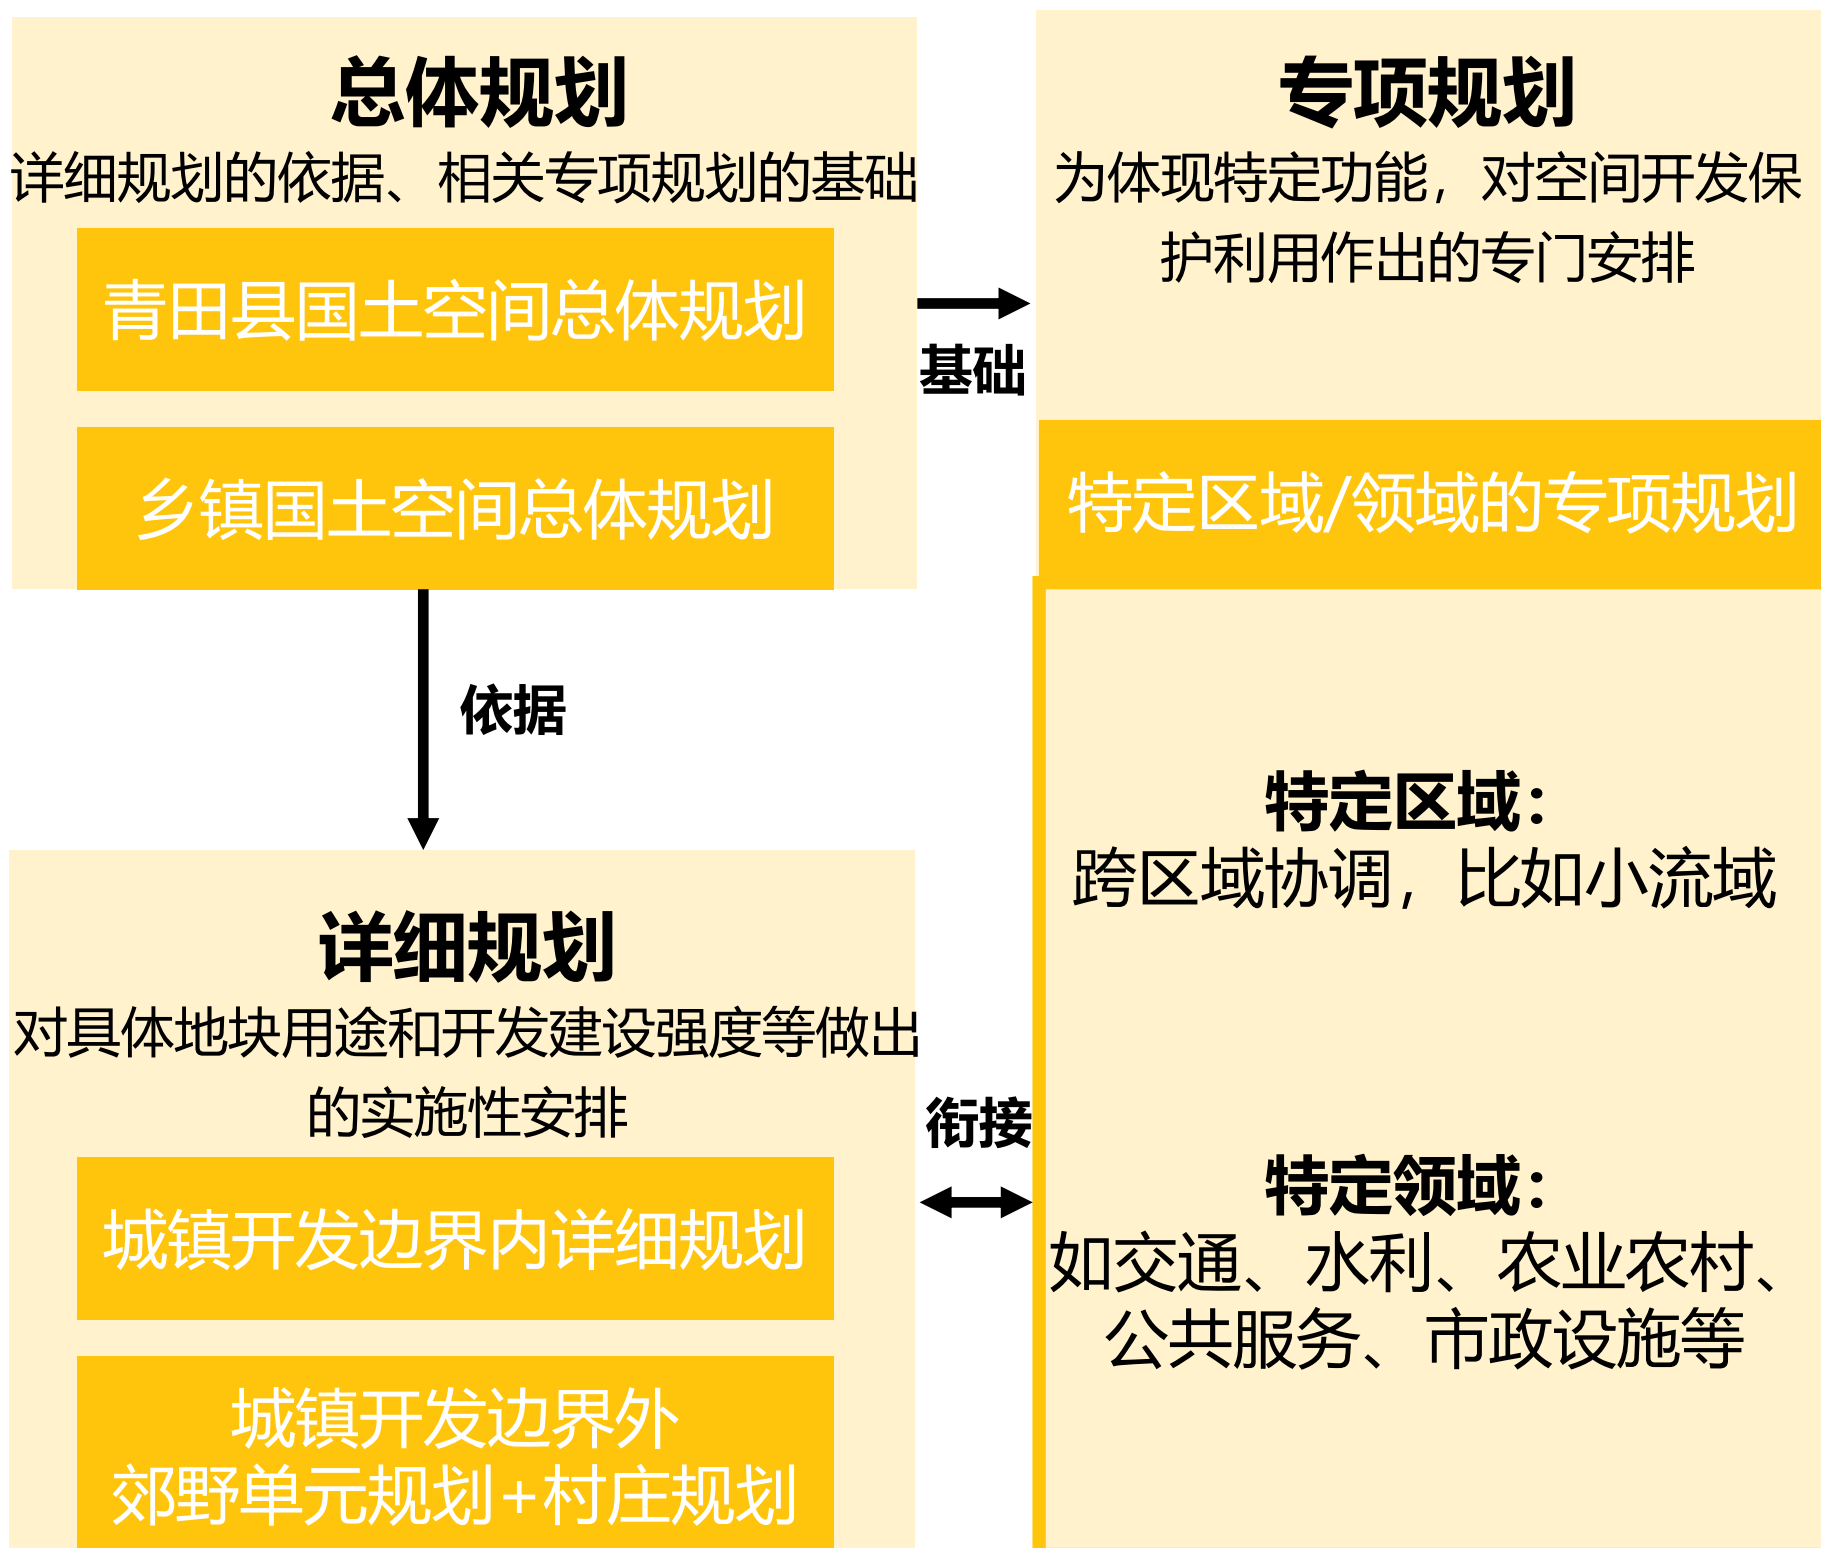 总体规划
详细规划的依据、相关专项规划的基础
青田县国土空间总体规划
乡镇国土空间总体规划
基础
专项规划
为体现特定功能，对空间开发保
护利用作出的专门安排
特定区域/领域的专项规划
依据
特定区域：
跨区域协调，比如小流域
特定领域：
如交通、水利、农业农村、
公共服务、市政设施等
衔接
详细规划
对具体地块用途和开发建设强度等做出
的实施性安排
城镇开发边界内详细规划
城镇开发边界外
郊野单元规划+村庄规划